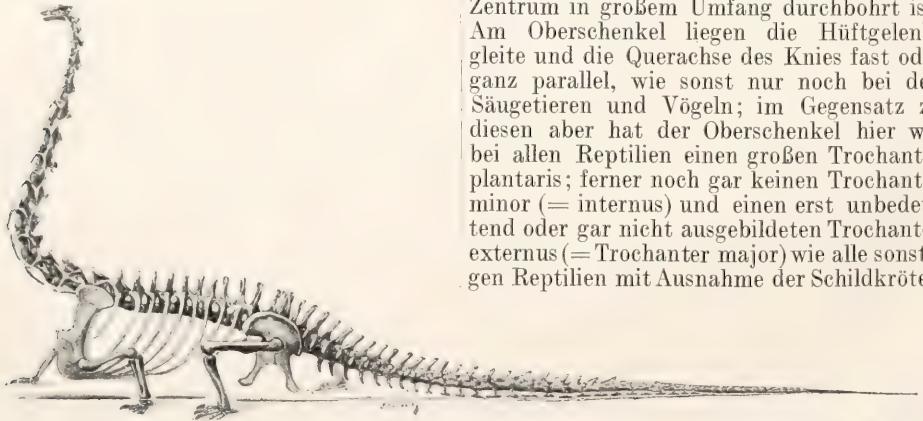 Zentrum in großem Umfang durchbohrt is
Am Oberschenkel liegen die Hüftgelen
gleite und die Querachse des Knies fast od
ganz parallel, wie sonst nur noch bei de
Säugetieren und Vögeln; im Gegensatz z
diesen aber hat der Oberschenkel hier w
bei allen Reptilien einen großen Trochant
plantaris; ferner noch gar keinen Trochant
minor (= internus) und einen erst unbede
tend oder gar nicht ausgebildeten Trochante
externus (= Trochanter major) wie alle sonst
gen Reptilien mit Ausnahme der Schildkröte